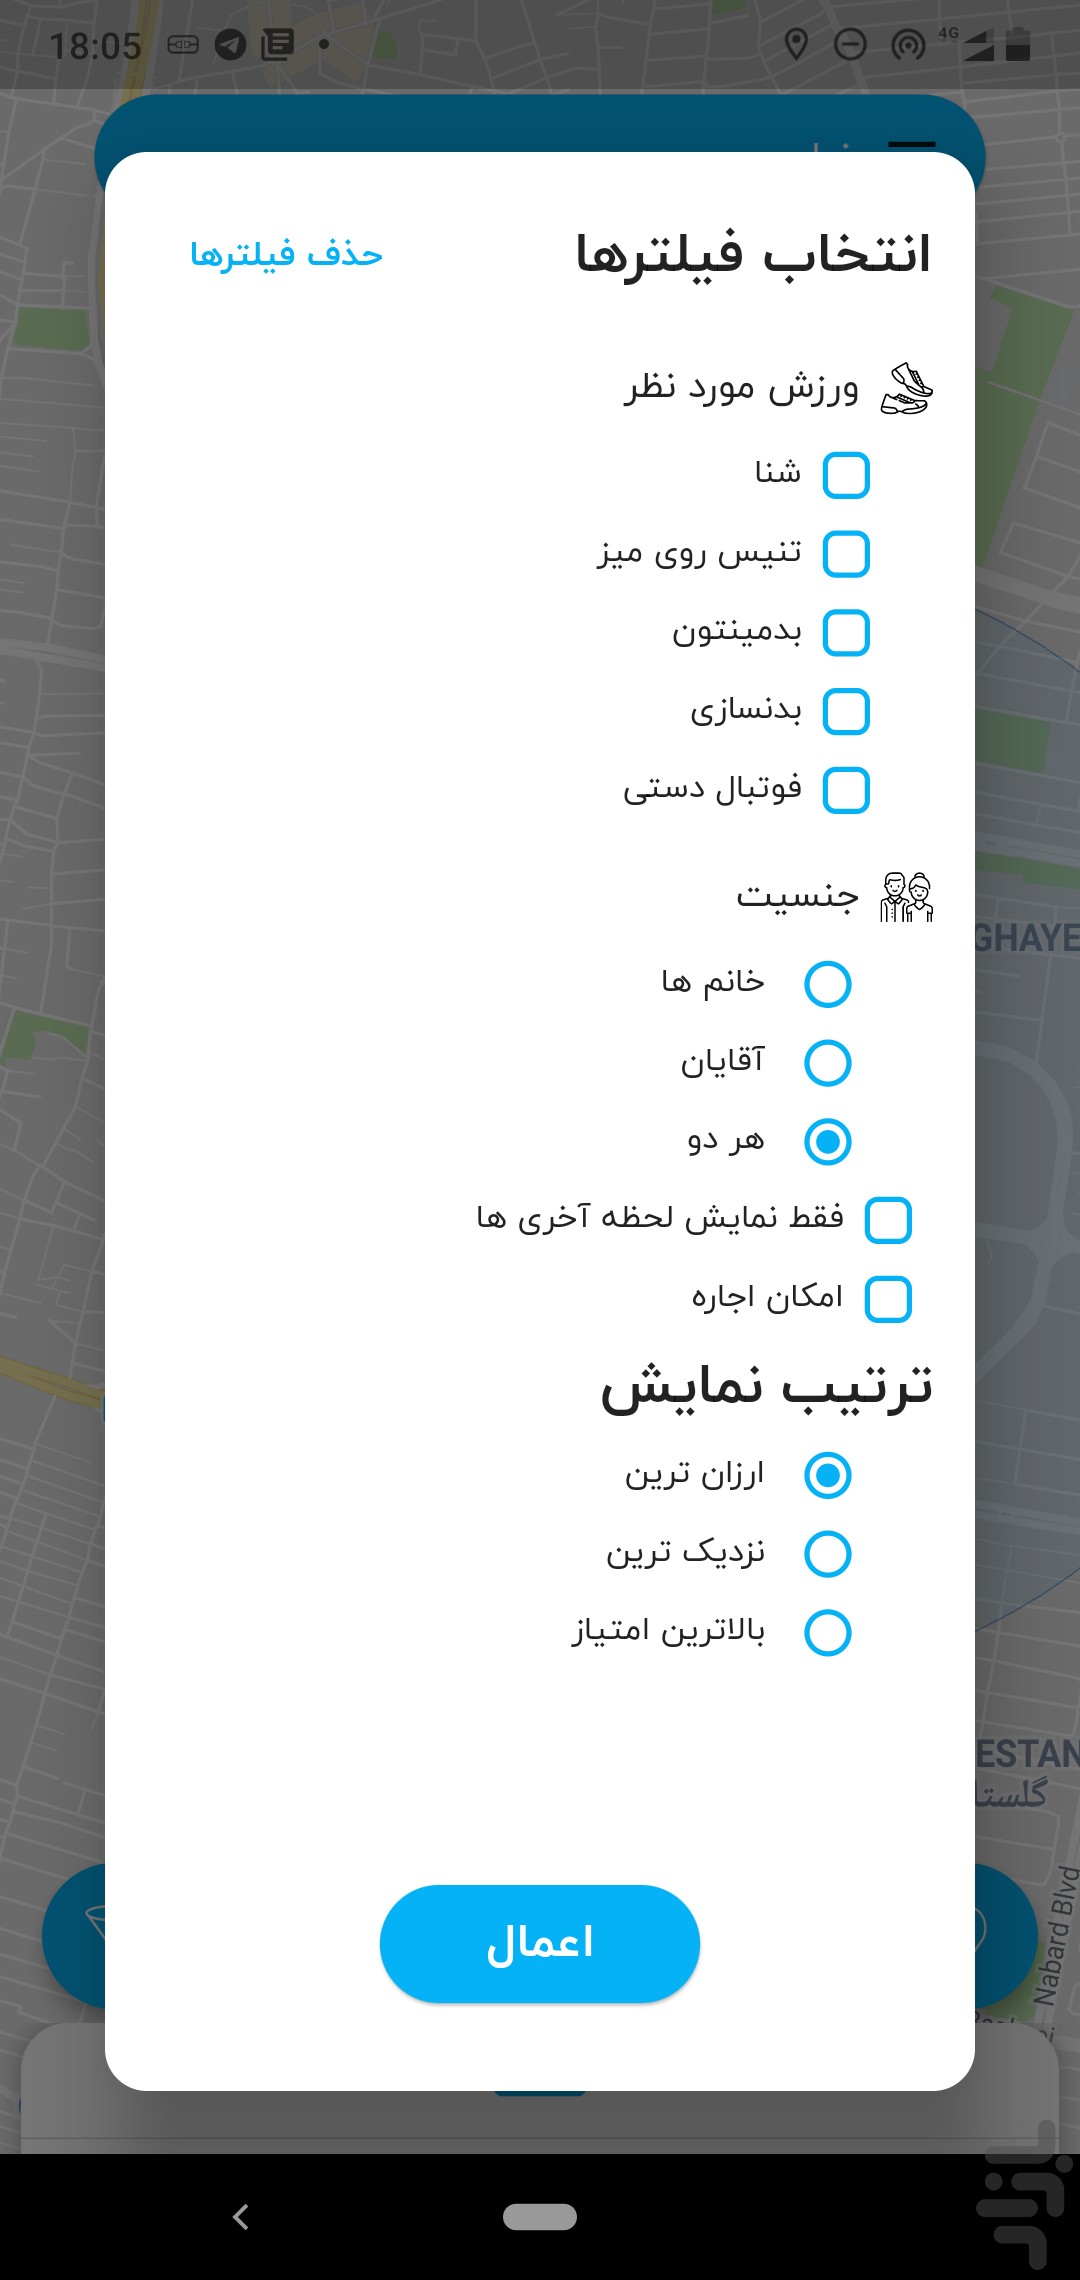 18:05
4G
انتخاب فیلترها
حذف فیلترها
ورزش مورد نظر
شنا
تنیس روی میز
بدمینتون
بدنسازی
فوتبال دستی
جنسیت
خانم ها
آقایان
هر دو
فقط نمایش لحظه آخری ها
امکان اجاره
ترتیب نمایش
ارزان ترین
نزدیک ترین
بالاترین امتیاز
اعمال
GHAYE
ESTAN
گلستا
Nabard Blvd
بازار